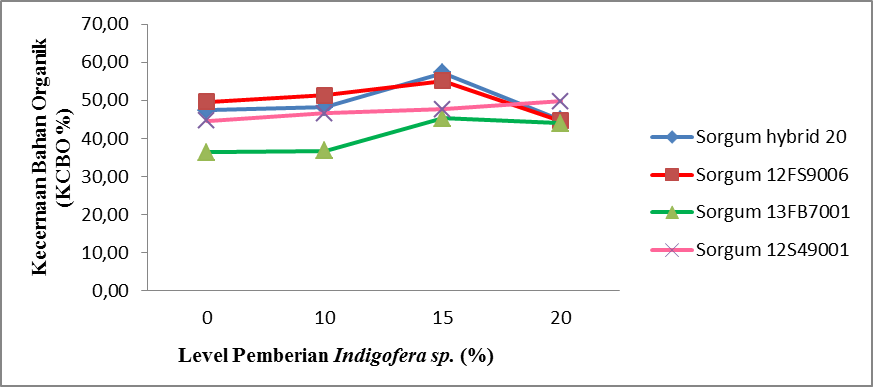 Kecernaan Bahan Organik
(KCBO %)
70,00
60,00
50,00
40,00
30,00
20,00
10,00
0,00
0
10
15
20
Level Pemberian Indigofera sp. (%)
Sorgum hybrid 20
Sorgum 12FS9006
Sorgum 13FB7001
Sorgum 12S49001